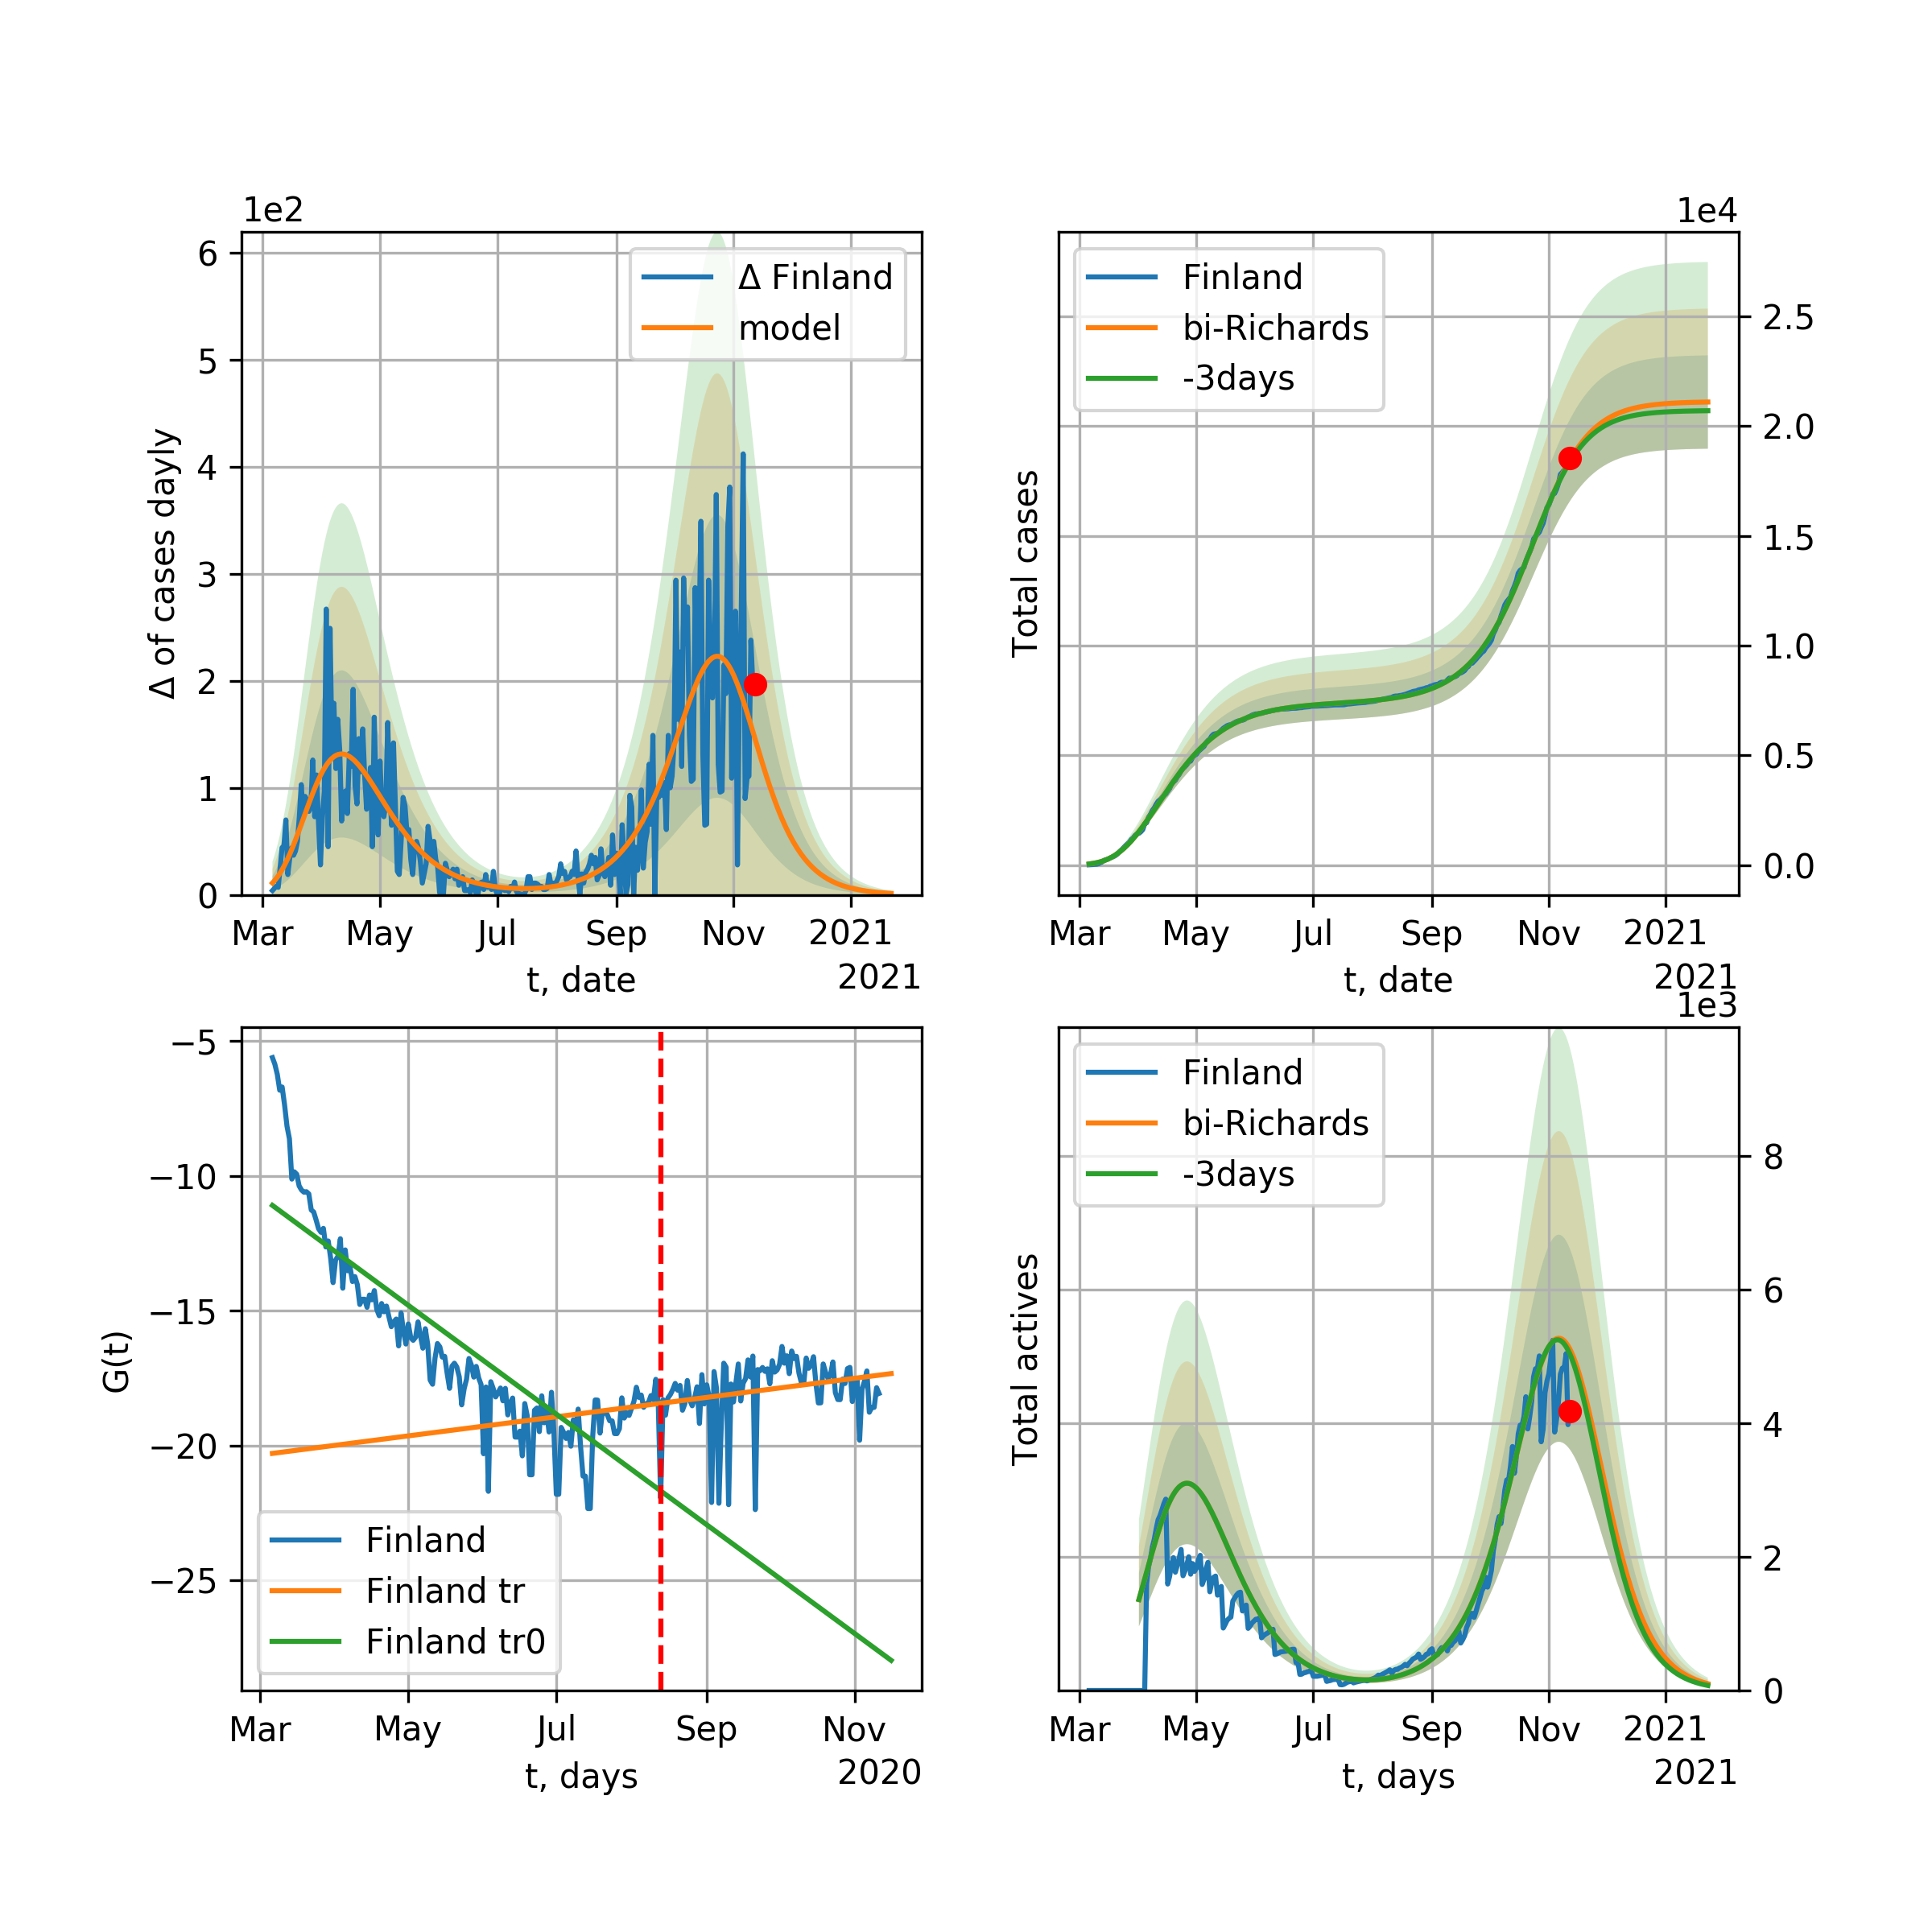 1e2
6
5
4
3
2
1
0
Δ of cases dayly
Δ Finland
model
Mar May Jul Sep Nov 2021
t, date
2021
1e4
Finland
bi-Richards
-3days
Total cases
2.5
2.0
1.5
1.0
0.5
0.0
Mar May Jul Sep Nov 2021
t, date
2021
−5
−10
−15
−20
−25
G(t)
Finland
Finland tr
Finland tr0
Mar May Jul Sep Nov
t, days
2020
1e3
Finland
bi-Richards
-3days
Total actives
8
6
4
2
0
Mar May Jul Sep Nov 2021
t, days
2021